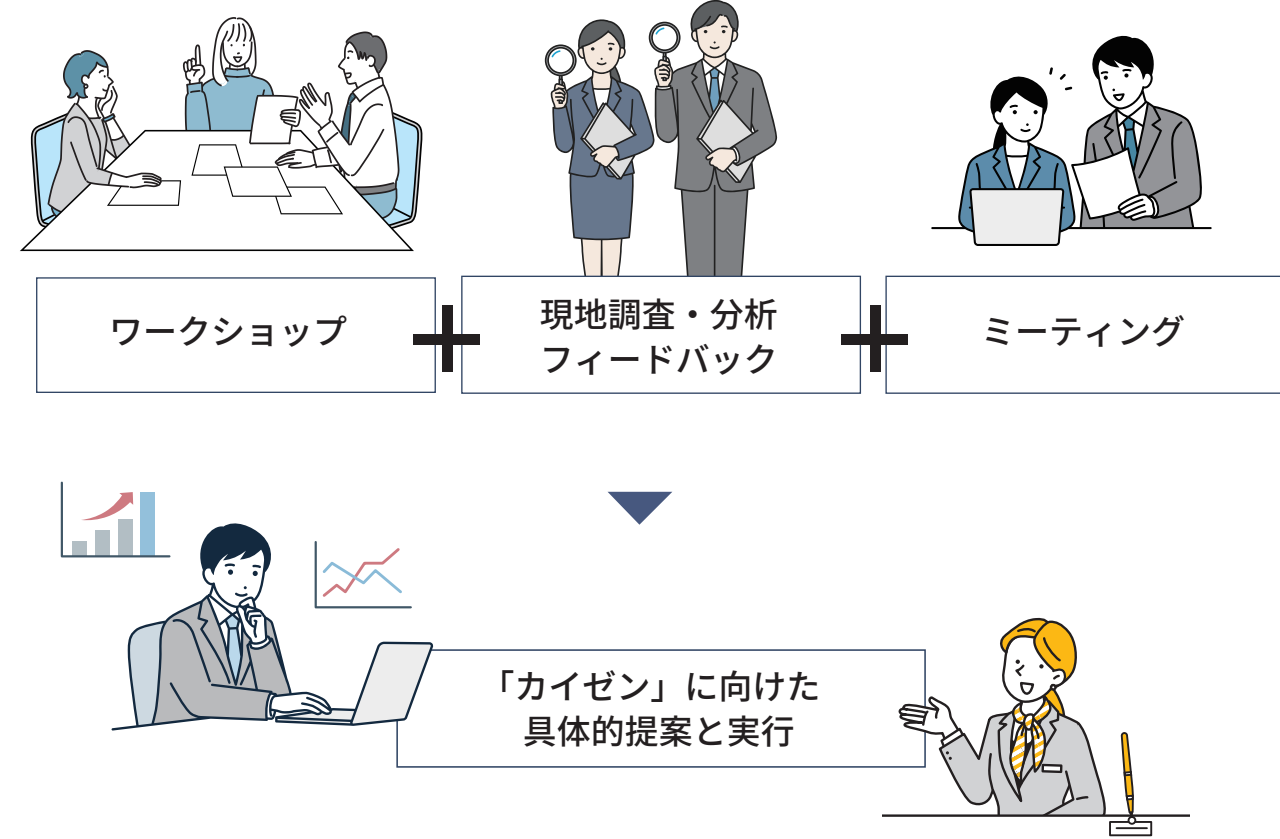 ワークショップ
現地調査・分析
フィードバック
ミーティング
「カイゼン」に向けた
具体的提案と実行